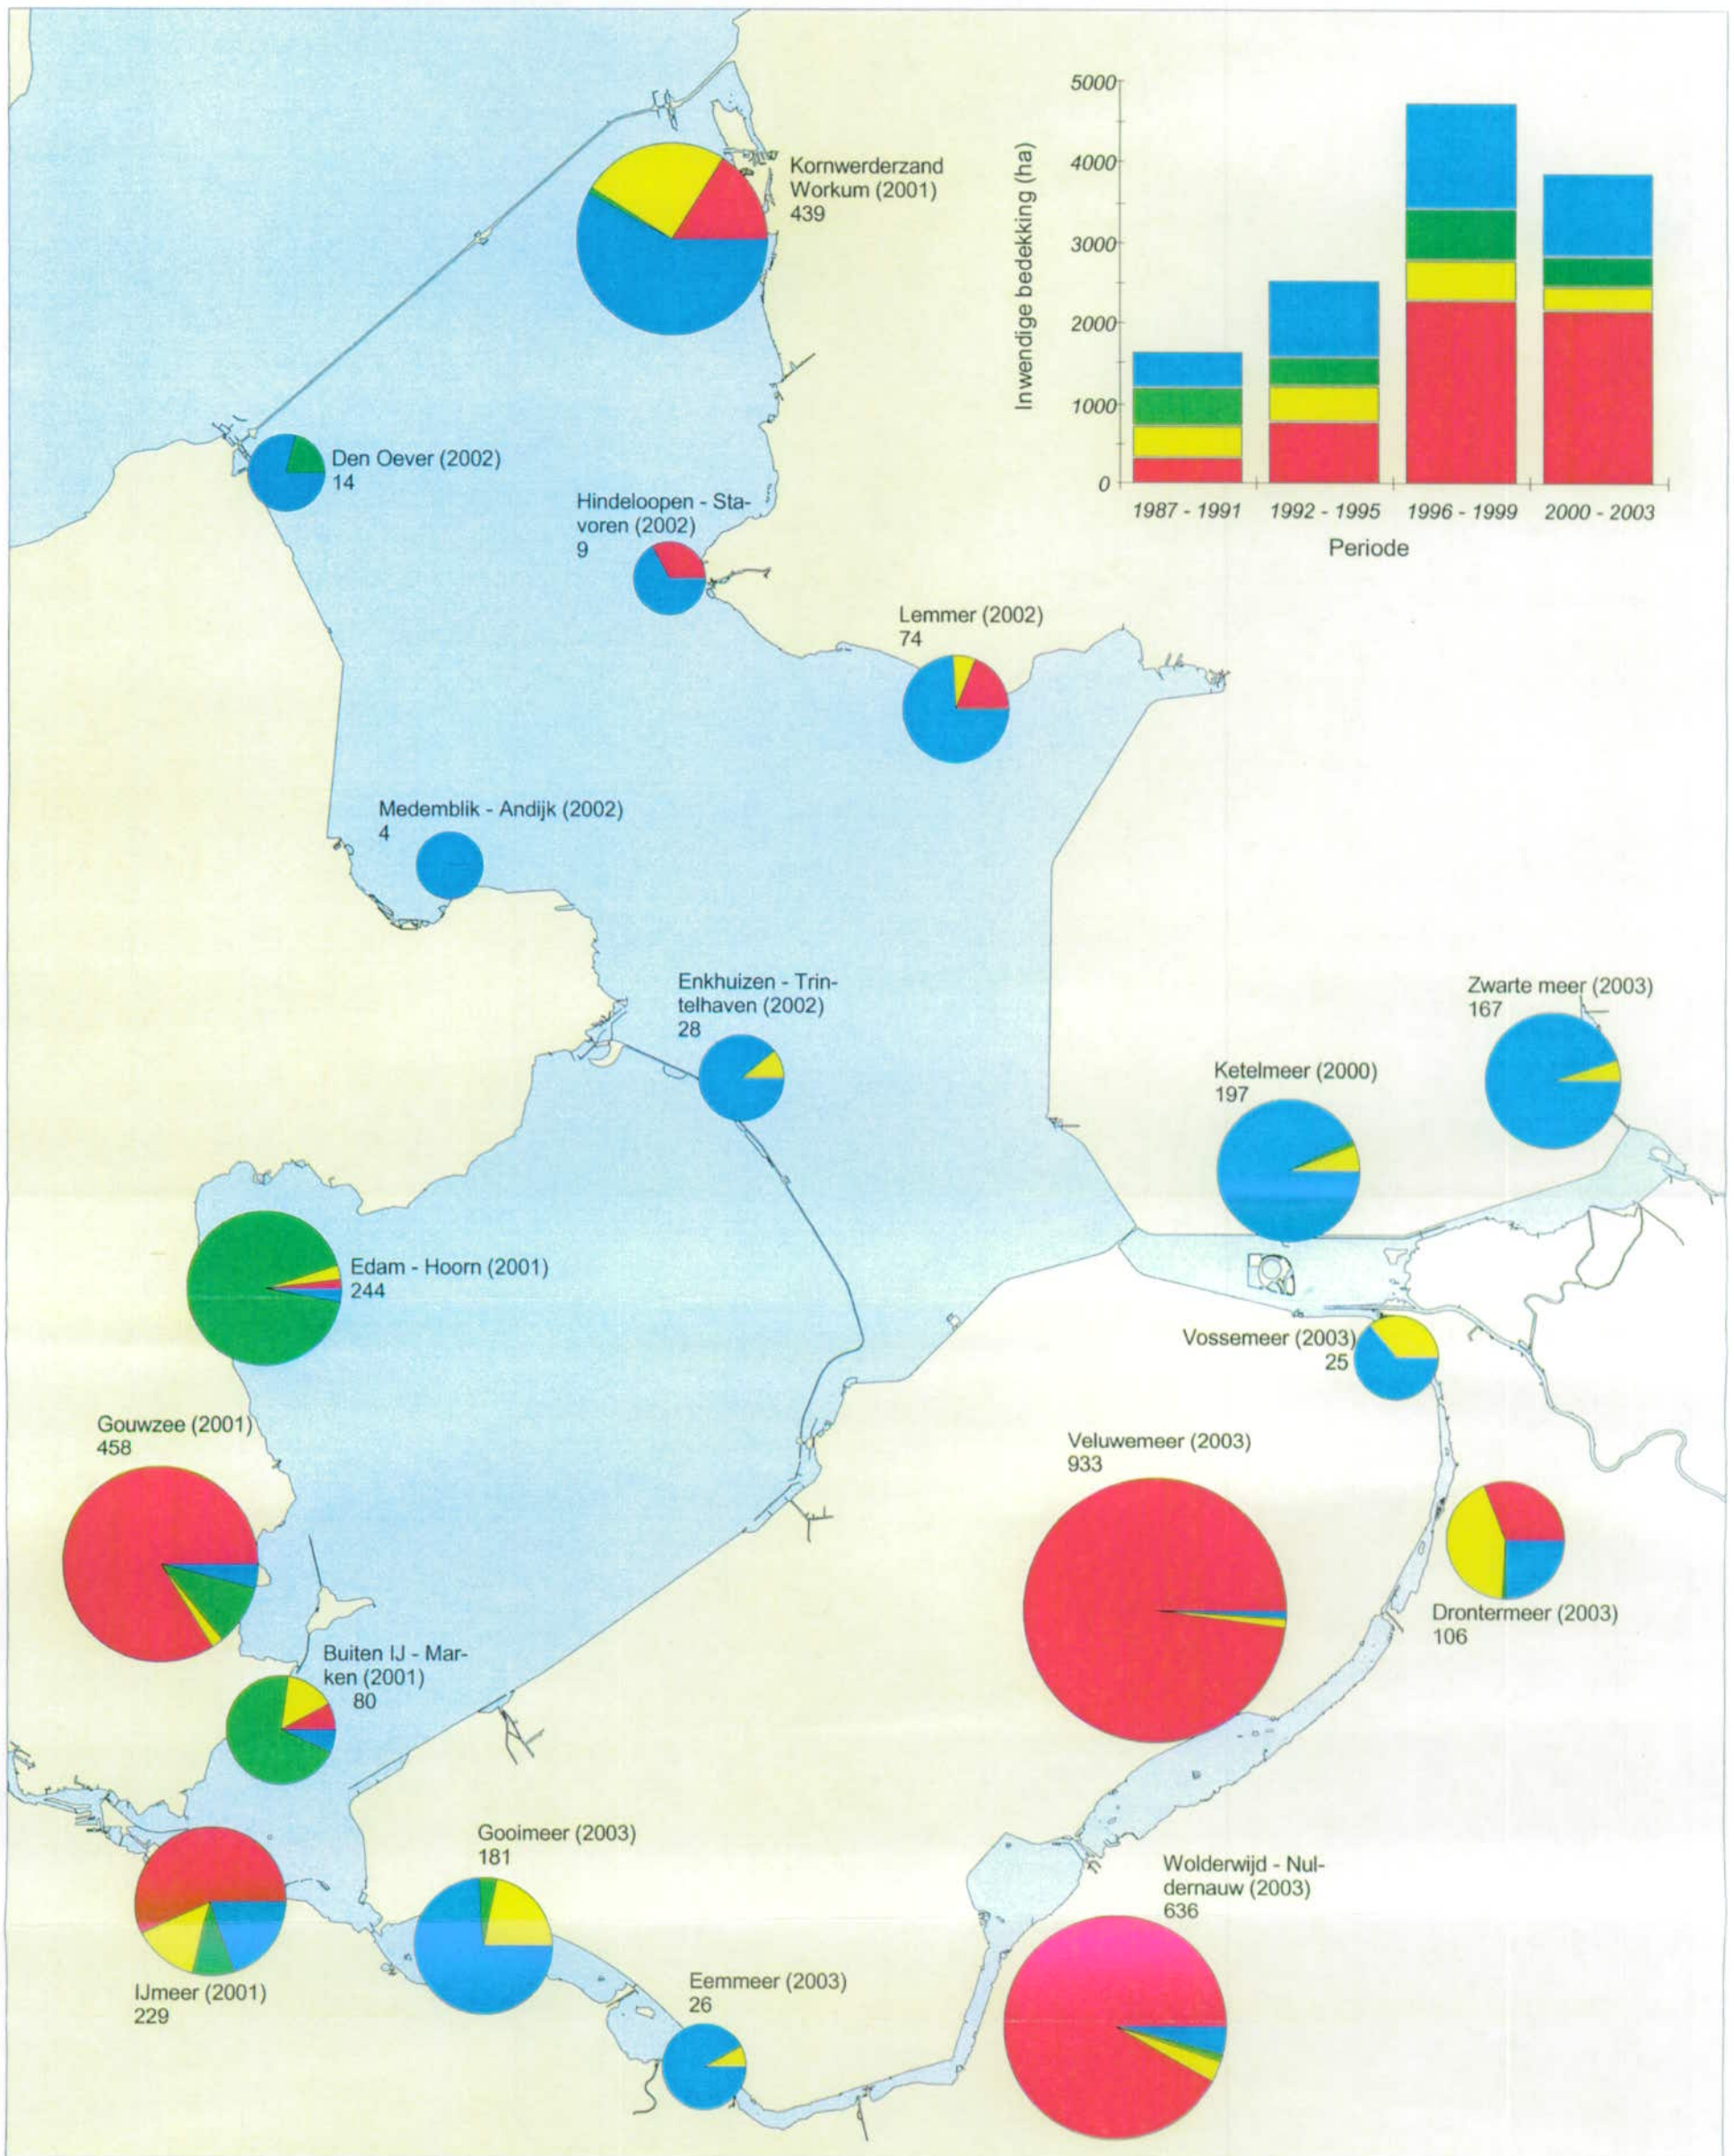 Kornwerderzand
Workum (2001)
439
5000
4000
3000
2000
1000
0
Inwendige bedekking (ha)
1987 - 1991
1992 - 1995
1996 - 1999
2000 - 2003
Periode
Den Oever (2002)
14
Hindeloopen - Sta-
voren (2002)
9
Lemmer (2002)
74
Medemblik - Andijk (2002)
4
Enkhuizen - Trin-
telhaven (2002)
28
Zwarte meer (2003)
167
Ketelmeer (2000)
197
Edam - Hoorn (2001)
244
Vossemeer (2003)
25
Gouwzee (2001)
458
Veluwemeer (2003)
933
Drontermeer (2003)
106
Buiten IJ - Mar-
ken (2001)
80
Gooimeer (2003)
181
Wolderwijd - Nul-
dernauw (2003)
636
IJmeer (2001)
229
Eemmeer (2003)
26